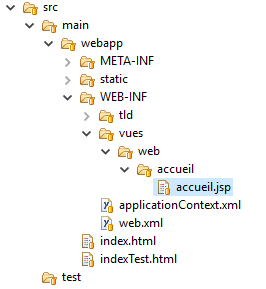 src
main
webapp
META-INF
static
WEB-INF
tld
vues
web
accueil
accueil.jsp
applicationContext.xml
web.xml
index.html
indexTest.html
test